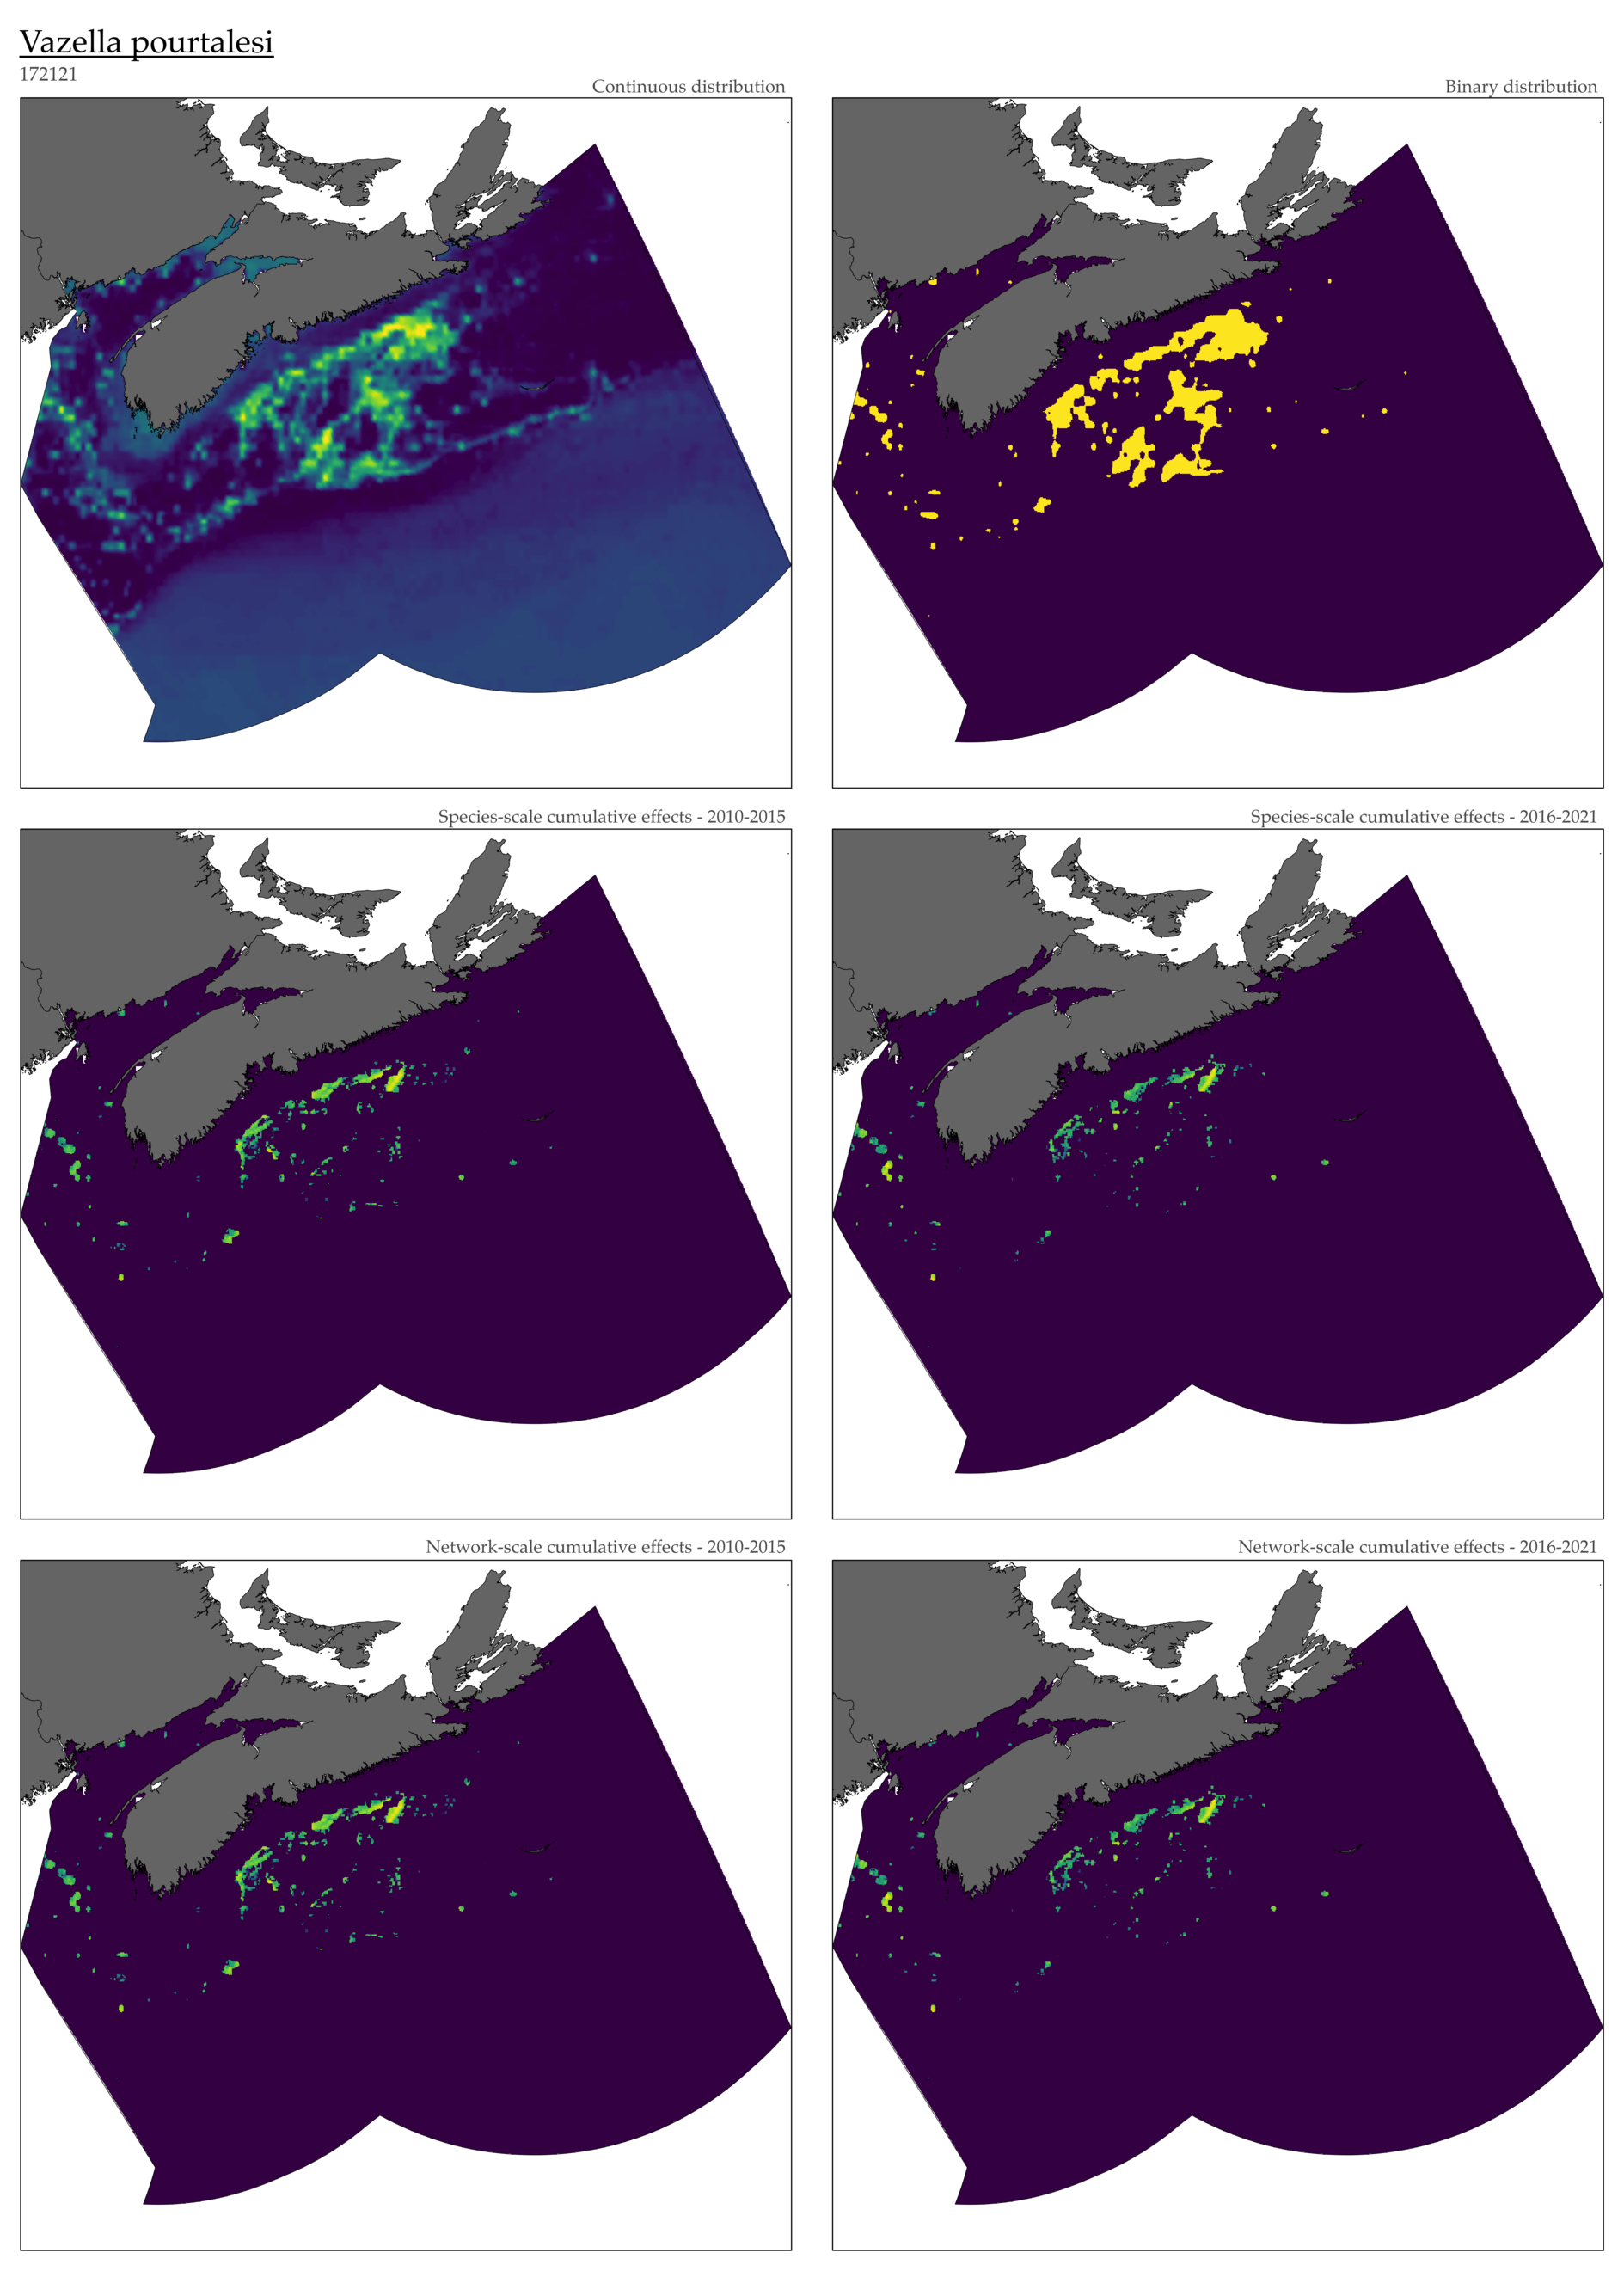 Vazella pourtalesi
172121
Continuous distribution
Binary distribution
Species-scale cumulative effects - 2010-2015
Species-scale cumulative effects - 2016-2021
Network-scale cumulative effects - 2010-2015
Network-scale cumulative effects - 2016-2021